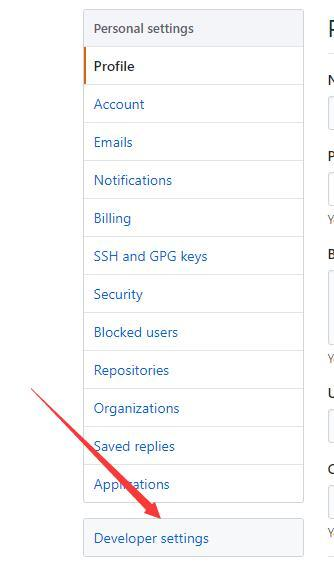 Personal settings
Profile
Account
Emails
Notifications
Billing
SSH and GPG keys
Security
Blocked users
Repositories
Organizations
Saved replies
Applications
Developer settings